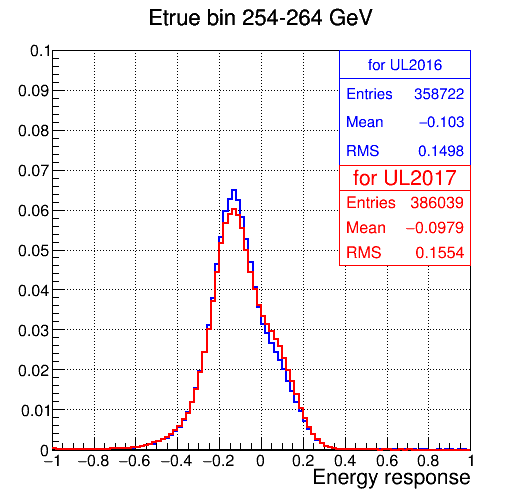 Etrue bin 254-264 GeV
0.1
0.09
0.08
0.07
0.06
0.05
0.04
0.03
0.02
0.01
0
for UL2016
Entries 358722
Mean −0.103
RMS 0.1498
for UL2017
Entries 386039
Mean −0.0979
RMS 0.1554
−1 −0.8 −0.6 −0.4 −0.2 0 0.2 0.4 0.6 0.8 1
Energy response